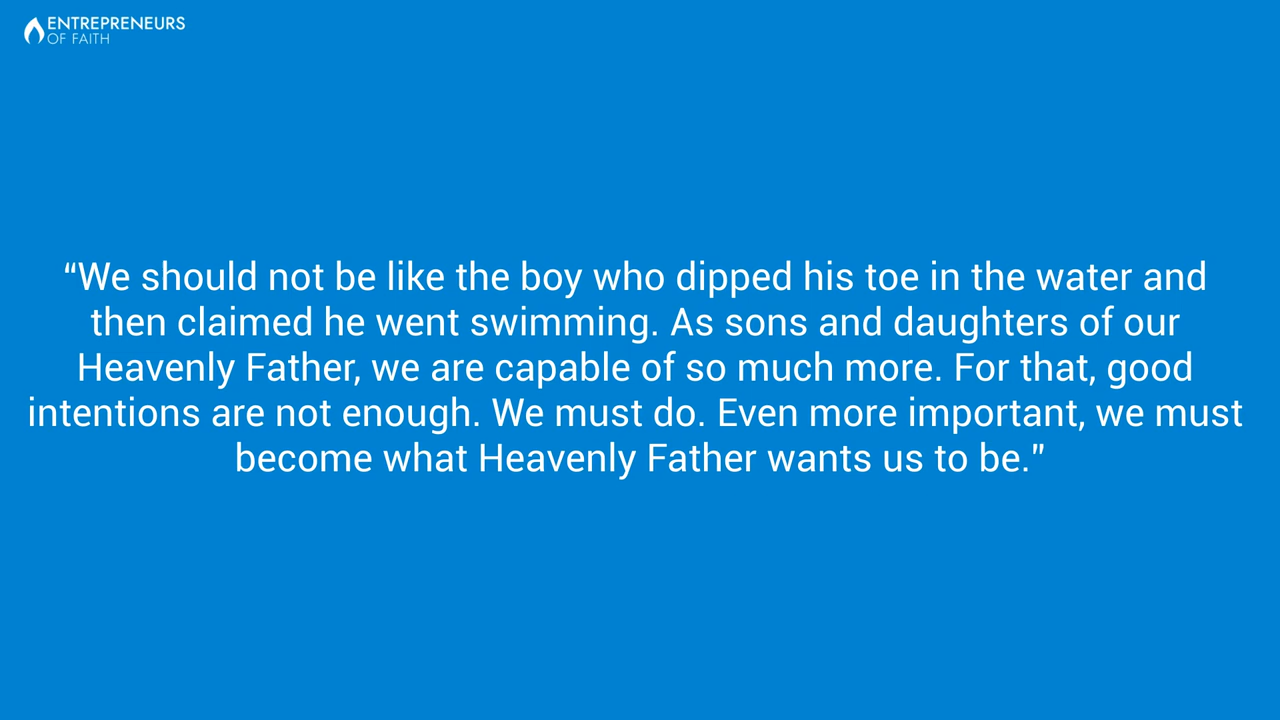 ENTREPRENEURS
OF FAITH
“We should not be like the boy who dipped his toe in the water and
then claimed he went swimming. As sons and daughters of our
Heavenly Father, we are capable of so much more. For that, good
intentions are not enough. We must do. Even more important, we must
become what Heavenly Father wants us to be.”